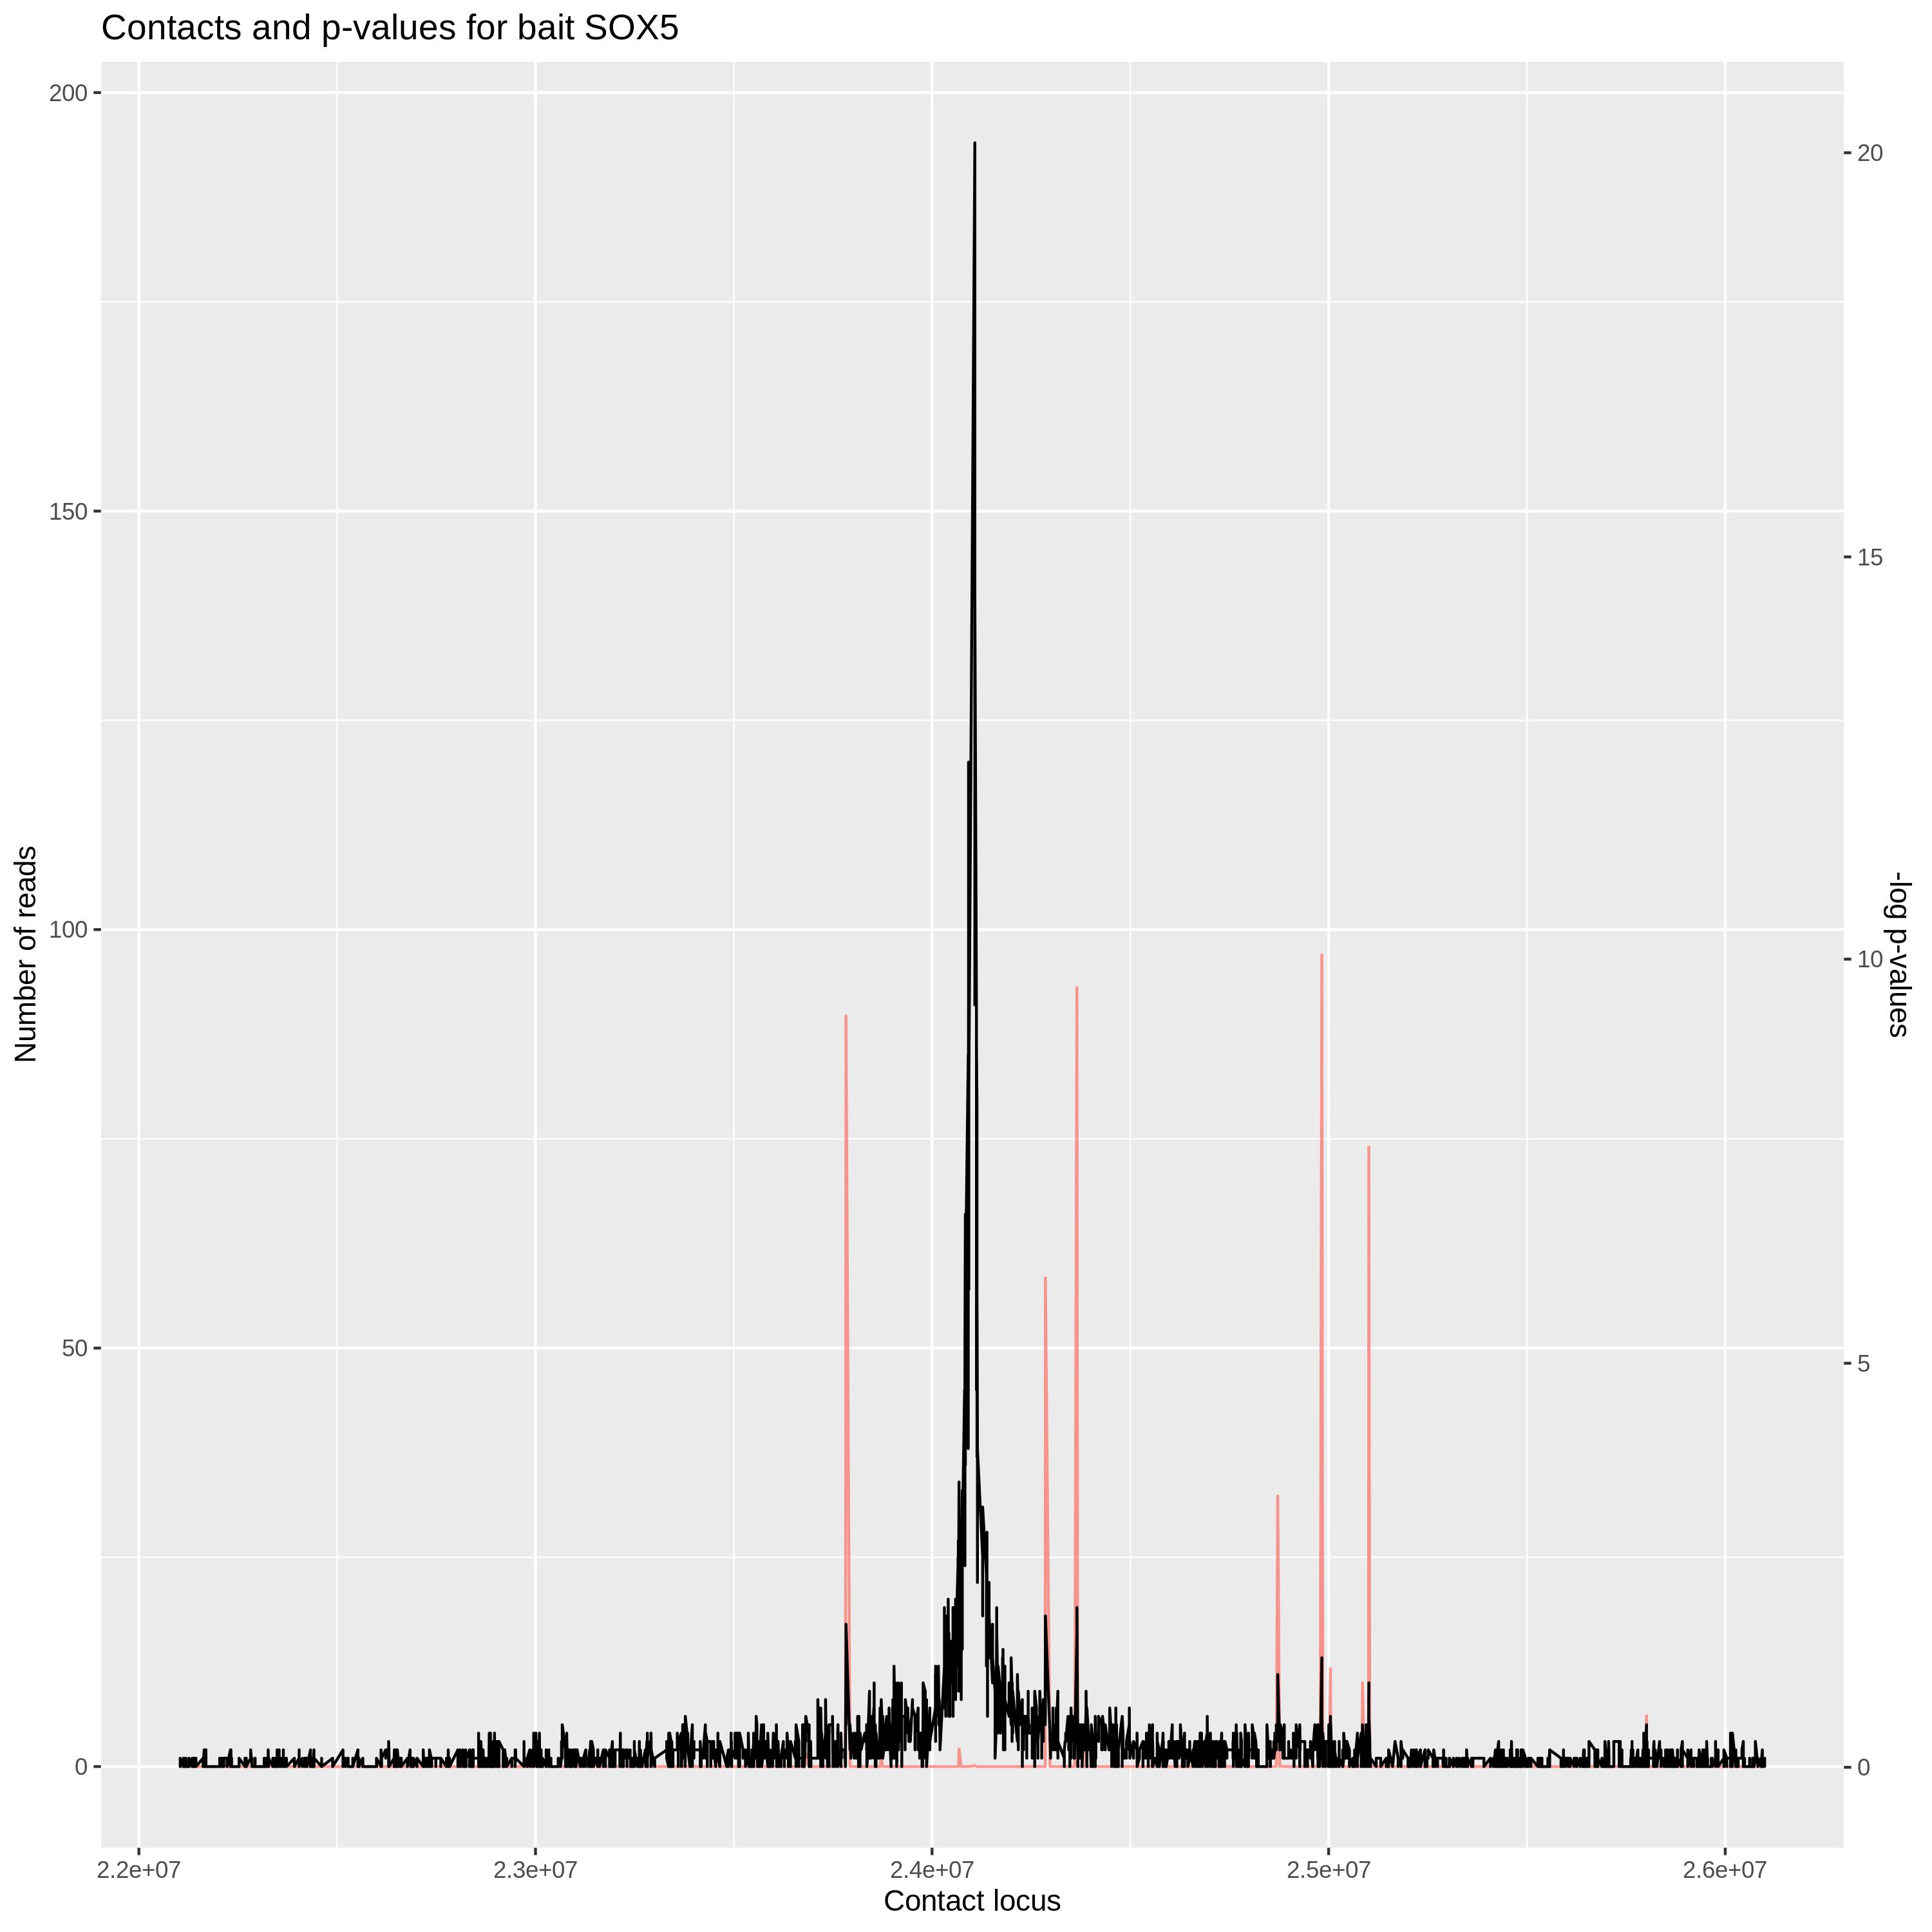 Contacts and p-values for bait SOX5
200
150
100
50
0
Number of reads
20
15
10
5
0
-log p-values
2.2e+07
2.3e+07
2.4e+07
2.5e+07
2.6e+07
Contact locus